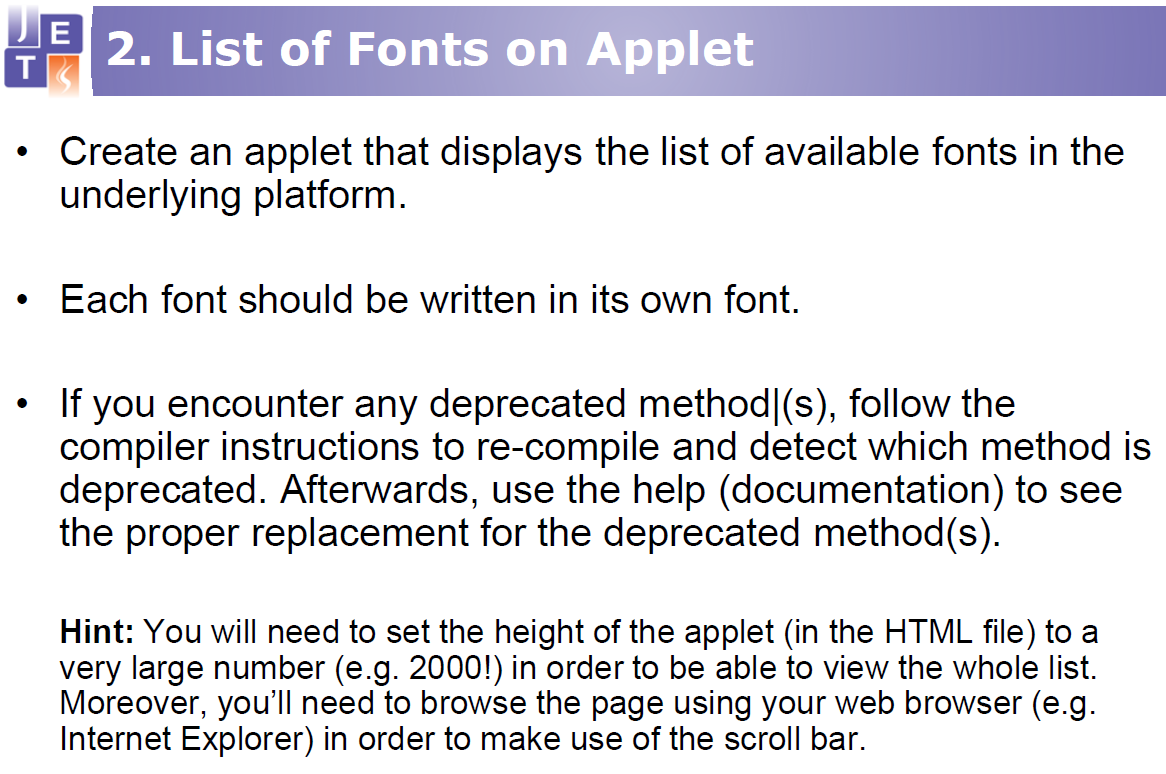 J E
T
2. List of Fonts on Applet
• Create an applet that displays the list of available fonts in the
underlying platform.
• Each font should be written in its own font.
• If you encounter any deprecated method|(s), follow the
compiler instructions to re-compile and detect which method is
deprecated. Afterwards, use the help (documentation) to see
the proper replacement for the deprecated method(s).
Hint: You will need to set the height of the applet (in the HTML file) to a
very large number (e.g. 2000!) in order to be able to view the whole list.
Moreover, you’ll need to browse the page using your web browser (e.g.
Internet Explorer) in order to make use of the scroll bar.